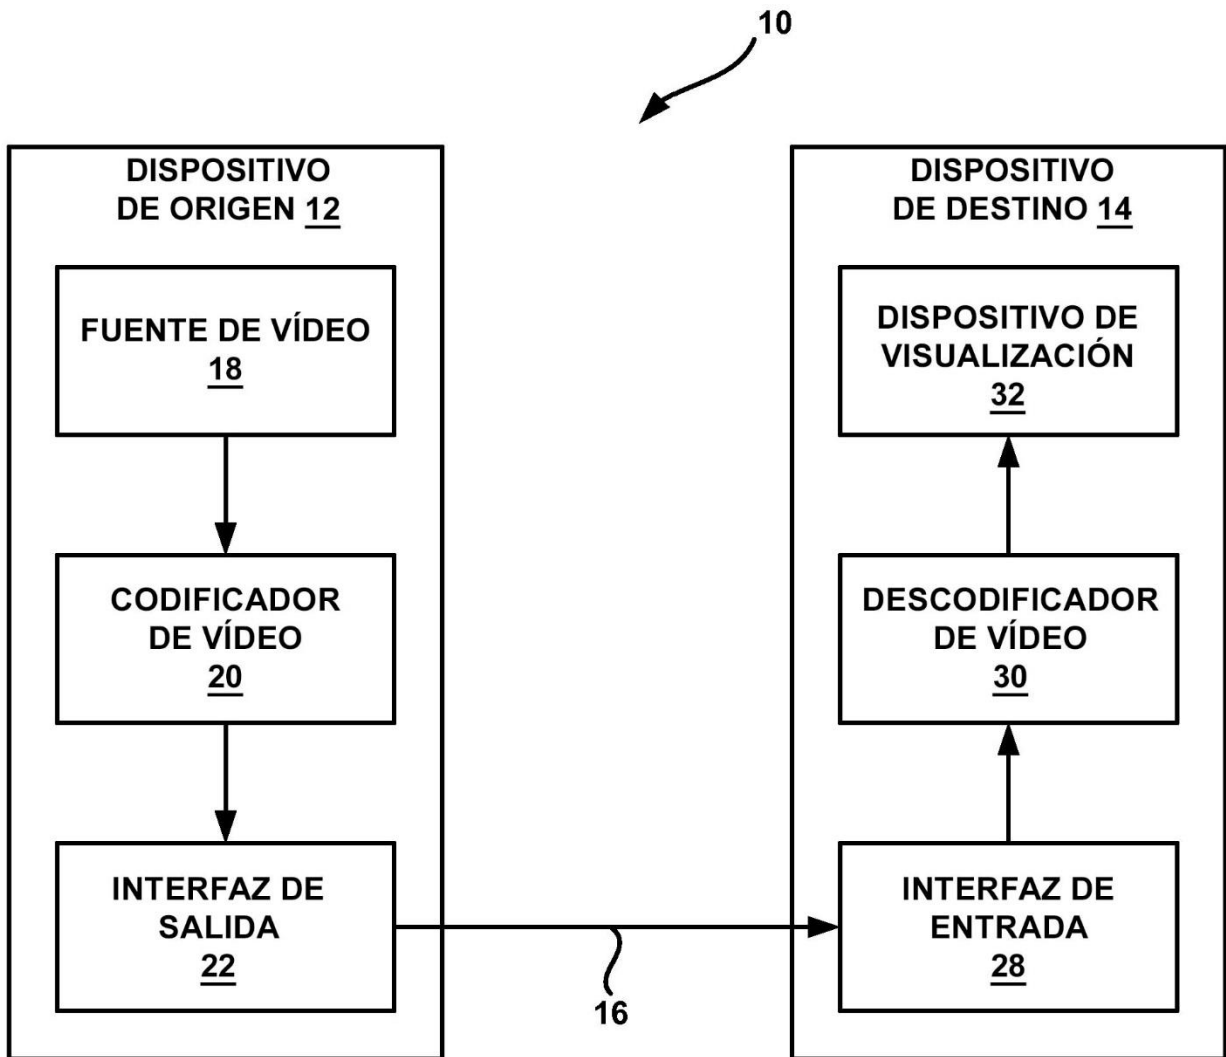 10
DISPOSITIVO
DE ORIGEN 12
FUENTE DE VÍDEO
18
CODIFICADOR
DE VÍDEO
20
INTERFAZ DE
SALIDA
22
16
DISPOSITIVO
DE DESTINO 14
DISPOSITIVO DE
VISUALIZACIÓN
32
DESCODIFICADOR
DE VÍDEO
30
INTERFAZ DE
ENTRADA
28